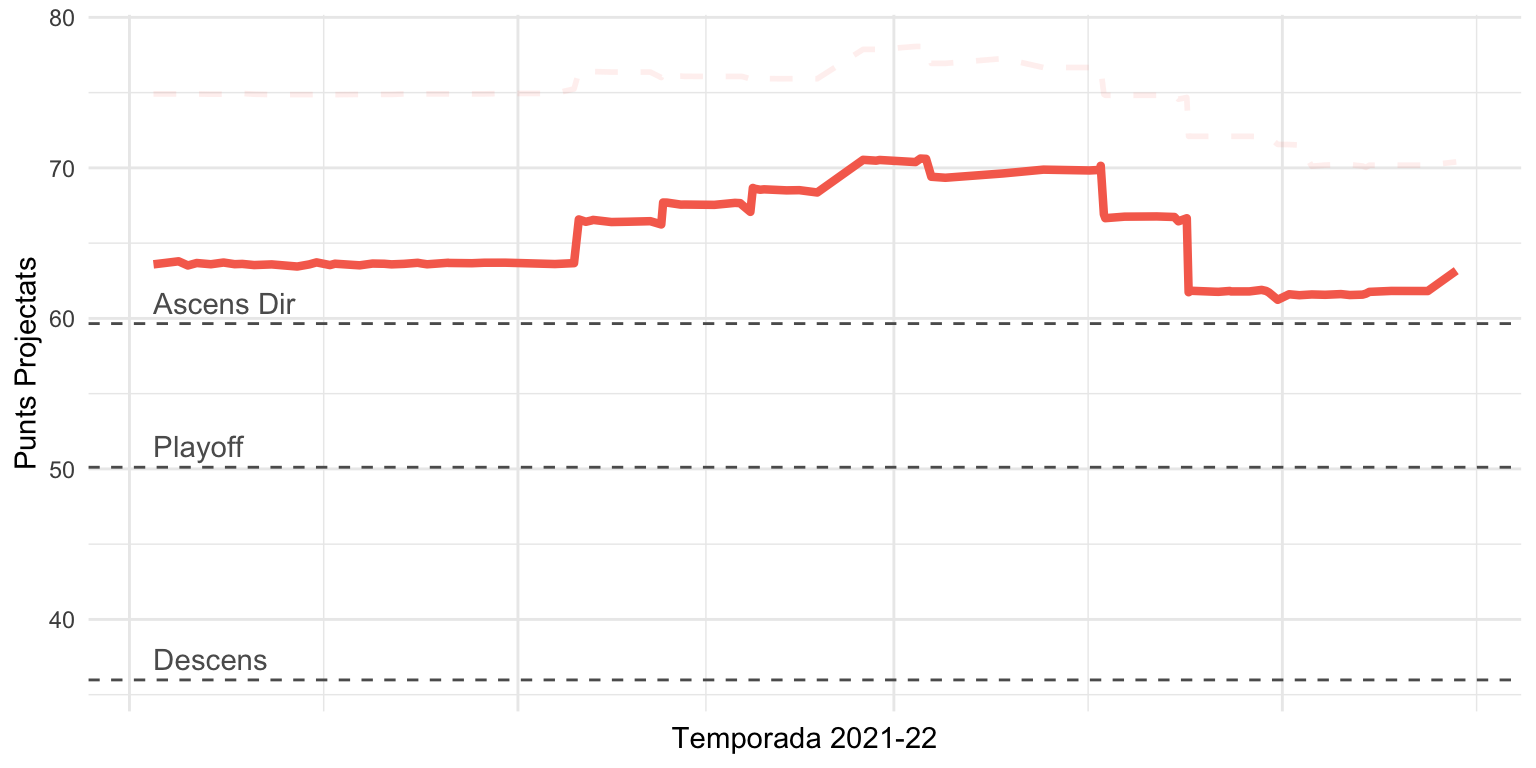 80
70
60
50
40
Punts Projectats
Ascens Dir
Playoff
Descens
Temporada 2021-22